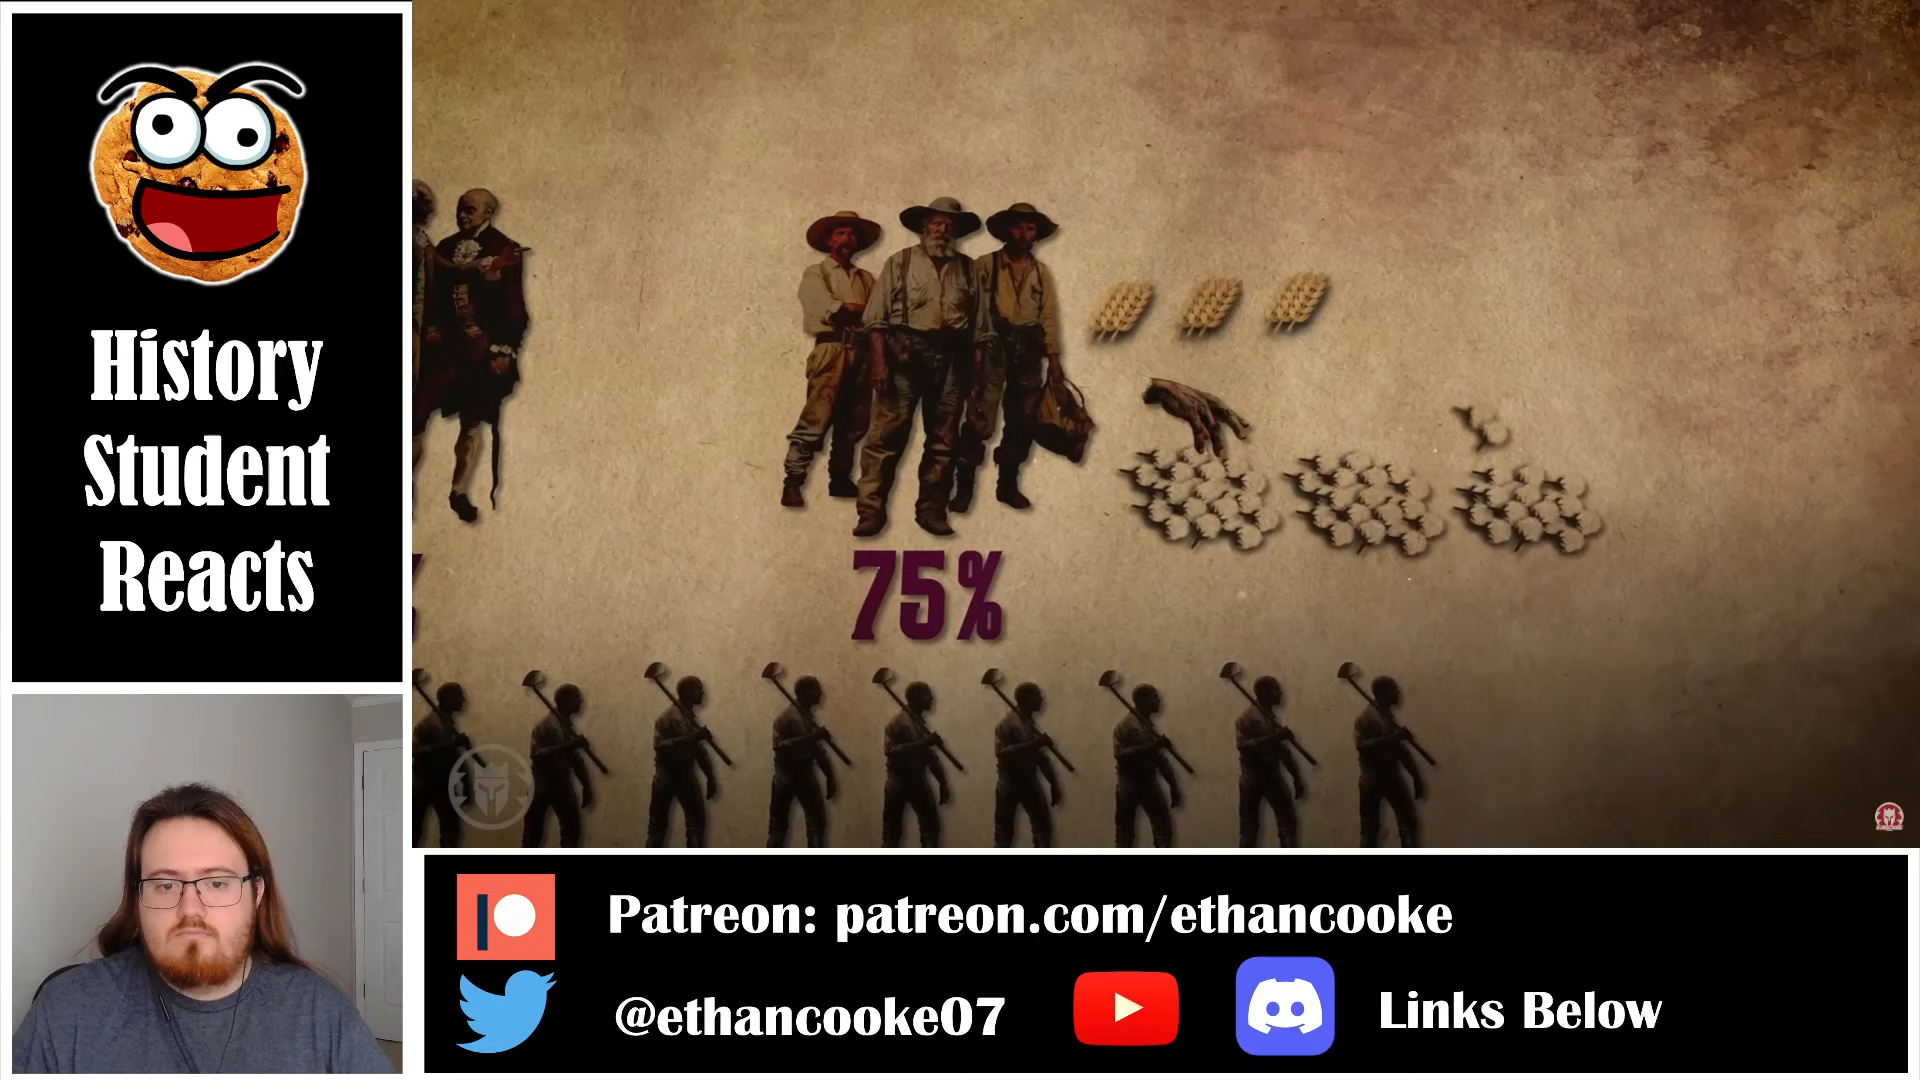 History
Student
Reacts
75%
Patreon: patreon.com/ethancooke
@ethancooke07
Links Below